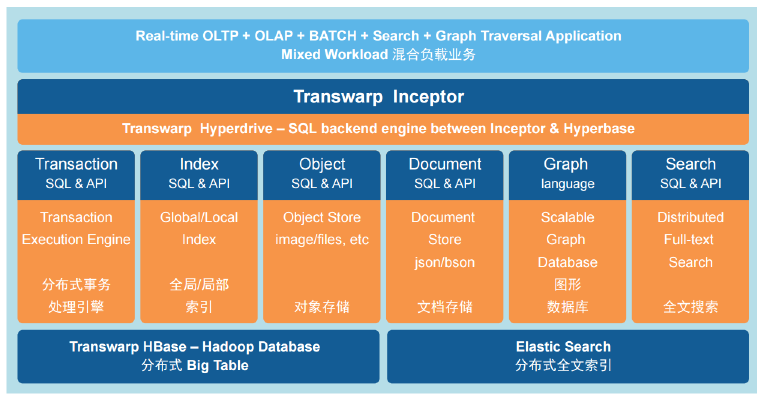 Real-time OLTP + OLAP + BATCH + Search + Graph Traversal Application
Mixed Workload 混合负载业务
Transwarp Inceptor
Transwarp Hyperdrive – SQL backend engine between Inceptor & Hyperbase
Transaction
SQL & API
Transaction
Execution Engine
分布式事务
处理引擎
Index
SQL & API
Global/Local
Index
全局/局部
索引
Object
SQL & API
Object Store
image/files, etc
对象存储
Document
SQL & API
Document
Store
json/bson
文档存储
Graph
language
Scalable
Graph
Database
图形
数据库
Search
SQL & API
Distributed
Full-text
Search
全文搜索
Transwarp HBase – Hadoop Database
分布式 Big Table
Elastic Search
分布式全文索引